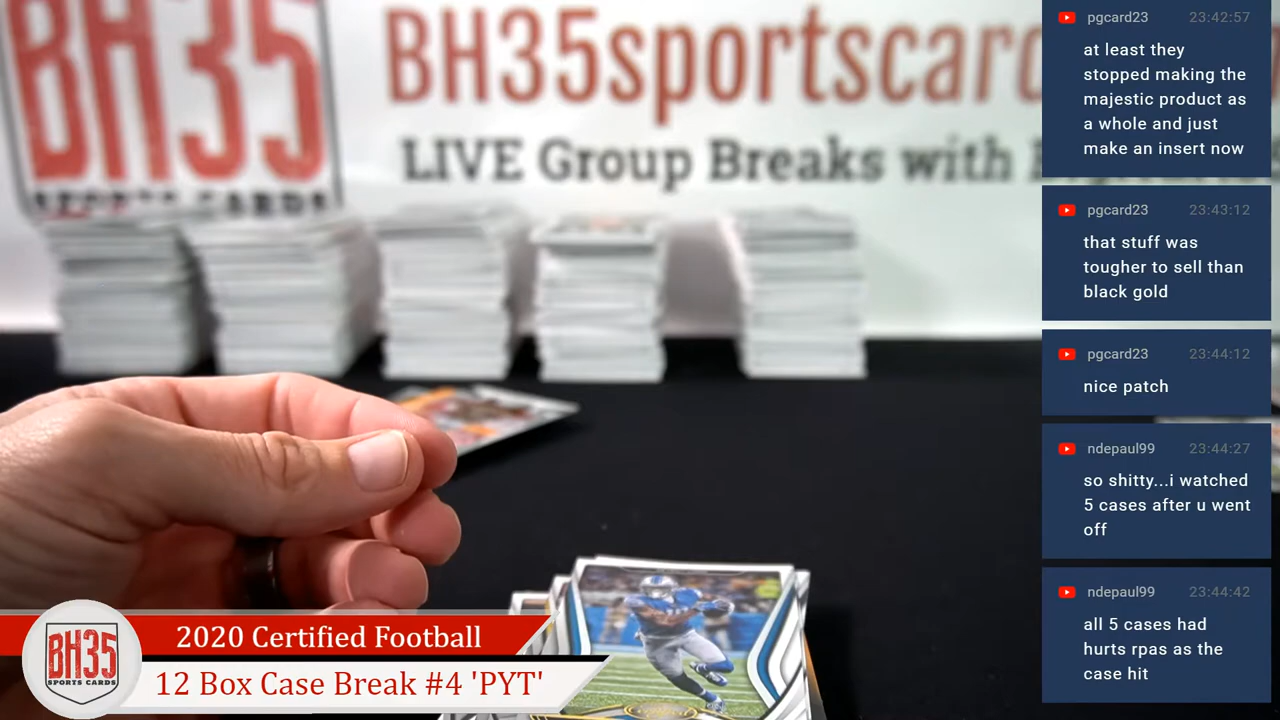 BH35
SPORTS CARDS
BH35sportscard
LIVE Group Breaks with
pgcard23 23:42:57
at least they
stopped making the
majestic product as
a whole and just
make an insert now
pgcard23 23:43:12
that stuff was
tougher to sell than
black gold
pgcard23 23:44:12
nice patch
ndepaul99 23:44:27
so shitty...i watched
5 cases after u went
off
ndepaul99 23:44:42
all 5 cases had
hurts rpas as the
case hit
BH35
SPORTS CARDS
2020 Certified Football
12 Box Case Break #4 'PYT'